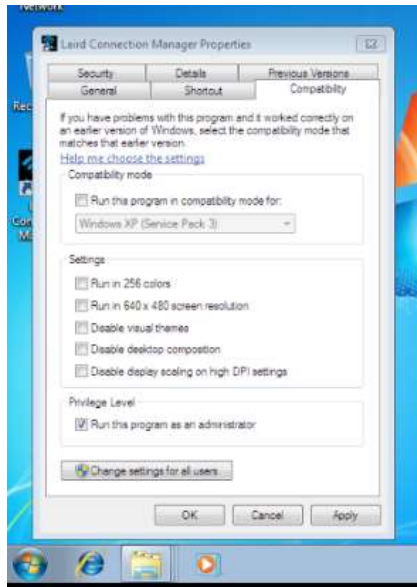 Network
Laird Connection Manager Properties
Security Details Previous Versions
General Shortcut Compatibility
If you have problems with this program and it worked correctly on
an earlier version of Windows, select the compatibility mode that
matches that earlier version.
Help me choose the settings
Compatibility mode
Run this program in compatibility mode for:
Windows XP (Service Pack 3)
Settings
Run in 256 colors
Run in 640 x 480 screen resolution
Disable visual themes
Disable desktop composition
Disable display scaling on high DPI settings
Privilege Level
Run this program as an administrator
Change settings for all users
OK Cancel Apply
Rec
Con
Ma